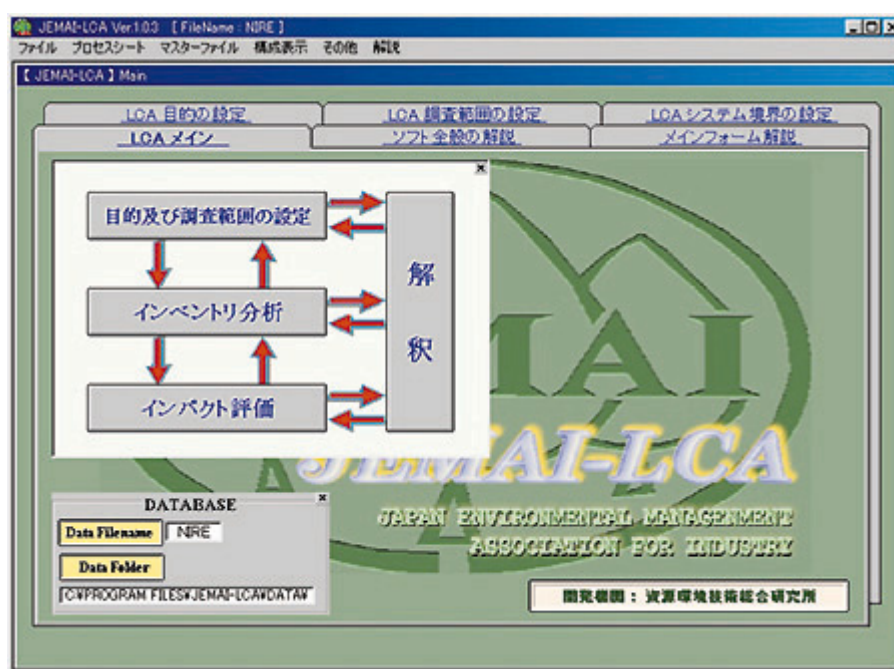 JEMAI-LCA Ver.1.0.3 [ FileName : NIRE ]
ファイル プロセスシート マスターファイル 構成表示 その他 解説
【 JEMAI-LCA 】 Main
LCA 目的の設定 LCA 調査範囲の設定 LCAシステム境界の設定
LCA メイン ソフト全般の解説 メインフォーム解説
目的及び調査範囲の設定
インベントリ分析
インパクト評価
解釈
MAI
JEMAI-LCA
JAPAN ENVIRONMENTAL MANAGENMENT
ASSOCIATION FOR INDUSTRY
DATABASE
Data Filename NIRE
Data Folder
C:¥PROGRAM FILES¥JEMAI-LCA¥DATA¥
開発機関 : 資源環境技術総合研究所